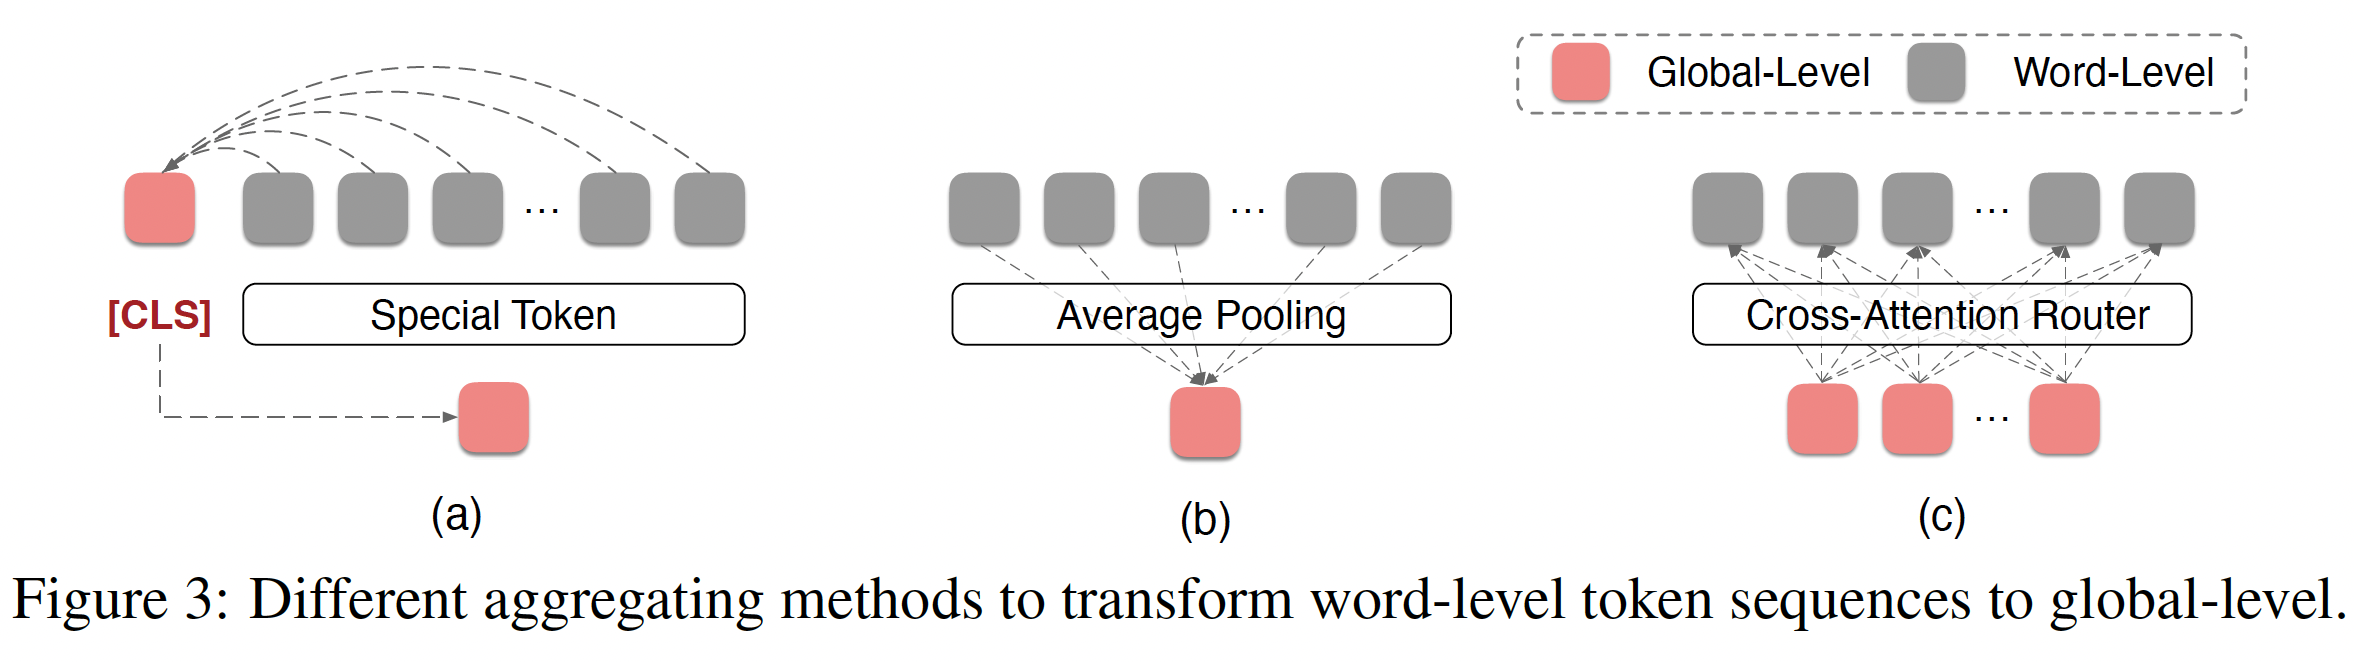 Global-Level Word-Level
...
...
...
[CLS] Special Token
Average Pooling
Cross-Attention Router
...
(a)
(b)
(c)
Figure 3: Different aggregating methods to transform word-level token sequences to global-level.